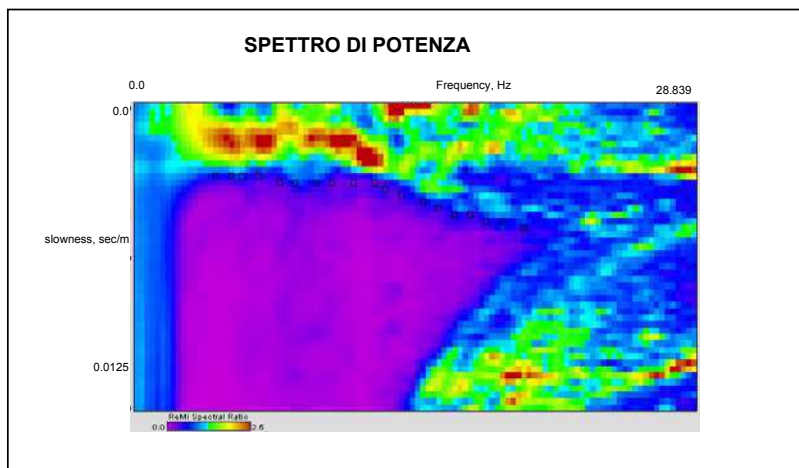 SPETTRO DI POTENZA
0.0 Frequency, Hz 28.839
0.0
slowness, sec/m
0.0125
ReMi Spectral Ratio
0.0 2.5